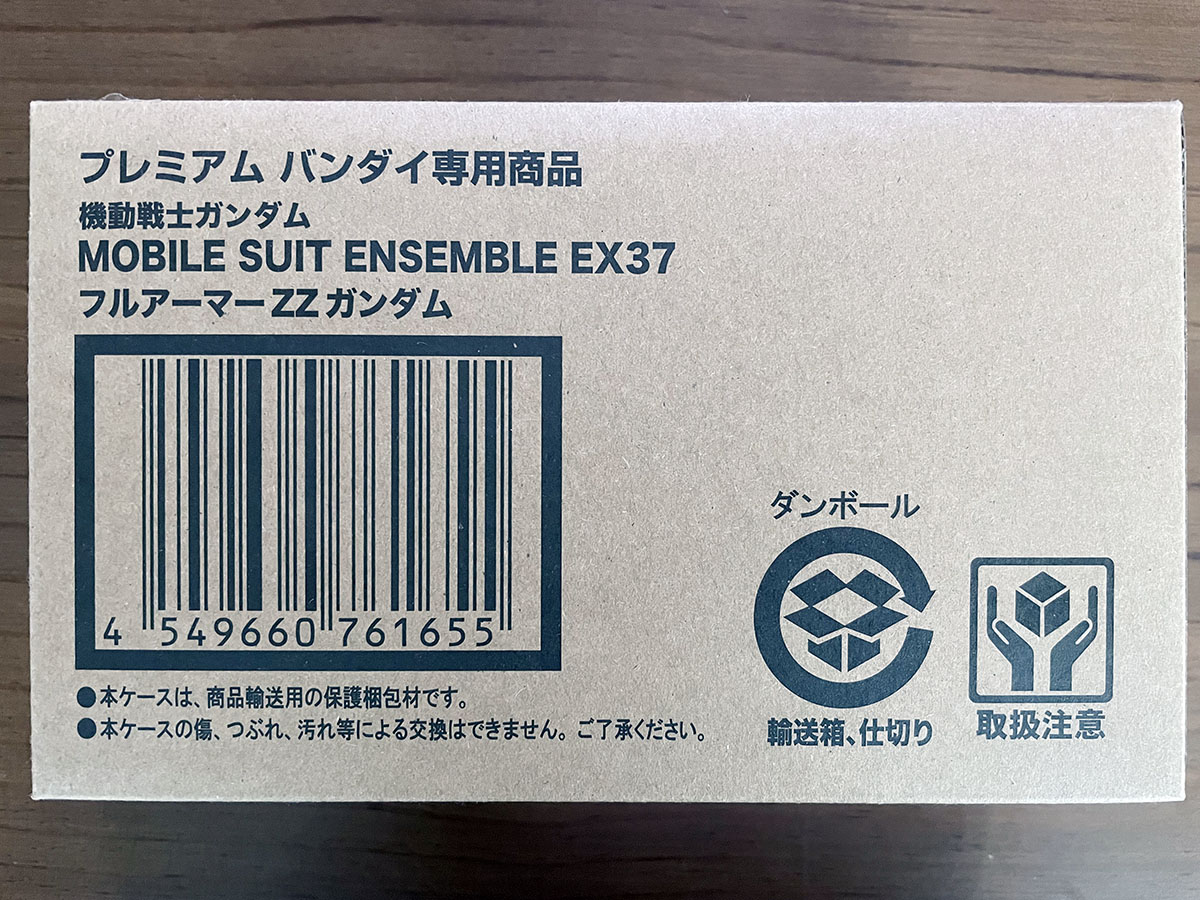 プレミアム バンダイ専用商品
機動戦士ガンダム
MOBILE SUIT ENSEMBLE EX37
フルアーマーZZガンダム
4 549660 761655
●本ケースは、商品輸送用の保護梱包材です。
●本ケースの傷、つぶれ、汚れ等による交換はできません。ご了承ください。
ダンボール
輸送箱、仕切り
取扱注意